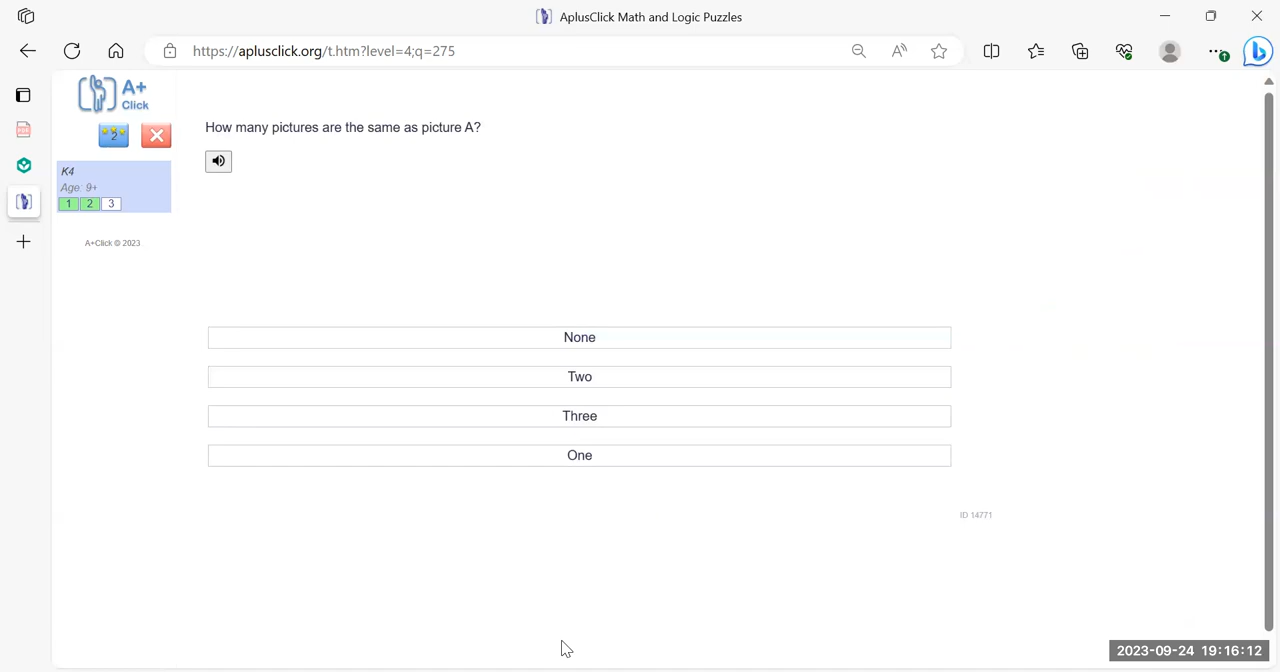 AplusClick Math and Logic Puzzles
https://aplusclick.org/t.htm?level=4;q=275
A+
Click
How many pictures are the same as picture A?
2
K4
Age: 9+
1 2 3
A+Click © 2023
None
Two
Three
One
ID 14771
2023-09-24 19:16:12